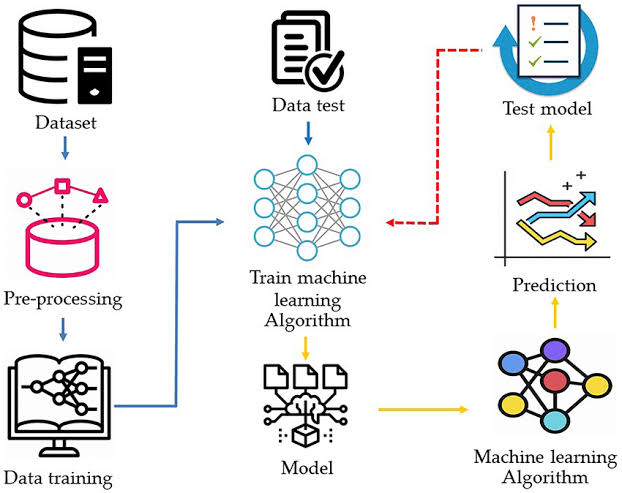 Dataset
Data test
Test model
Pre-processing
Train machine
learning
Algorithm
Prediction
Data training
Model
Machine learning
Algorithm